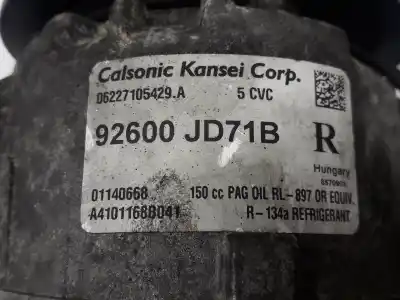 Calsonic Kansei Corp.
06227105429.A 5 CVC
92600 JD71B R
Hungary
01140668 150 cc PAG OIL RL-897 OR EQUIV.
A4101168B041 R-134a REFRIGERANT